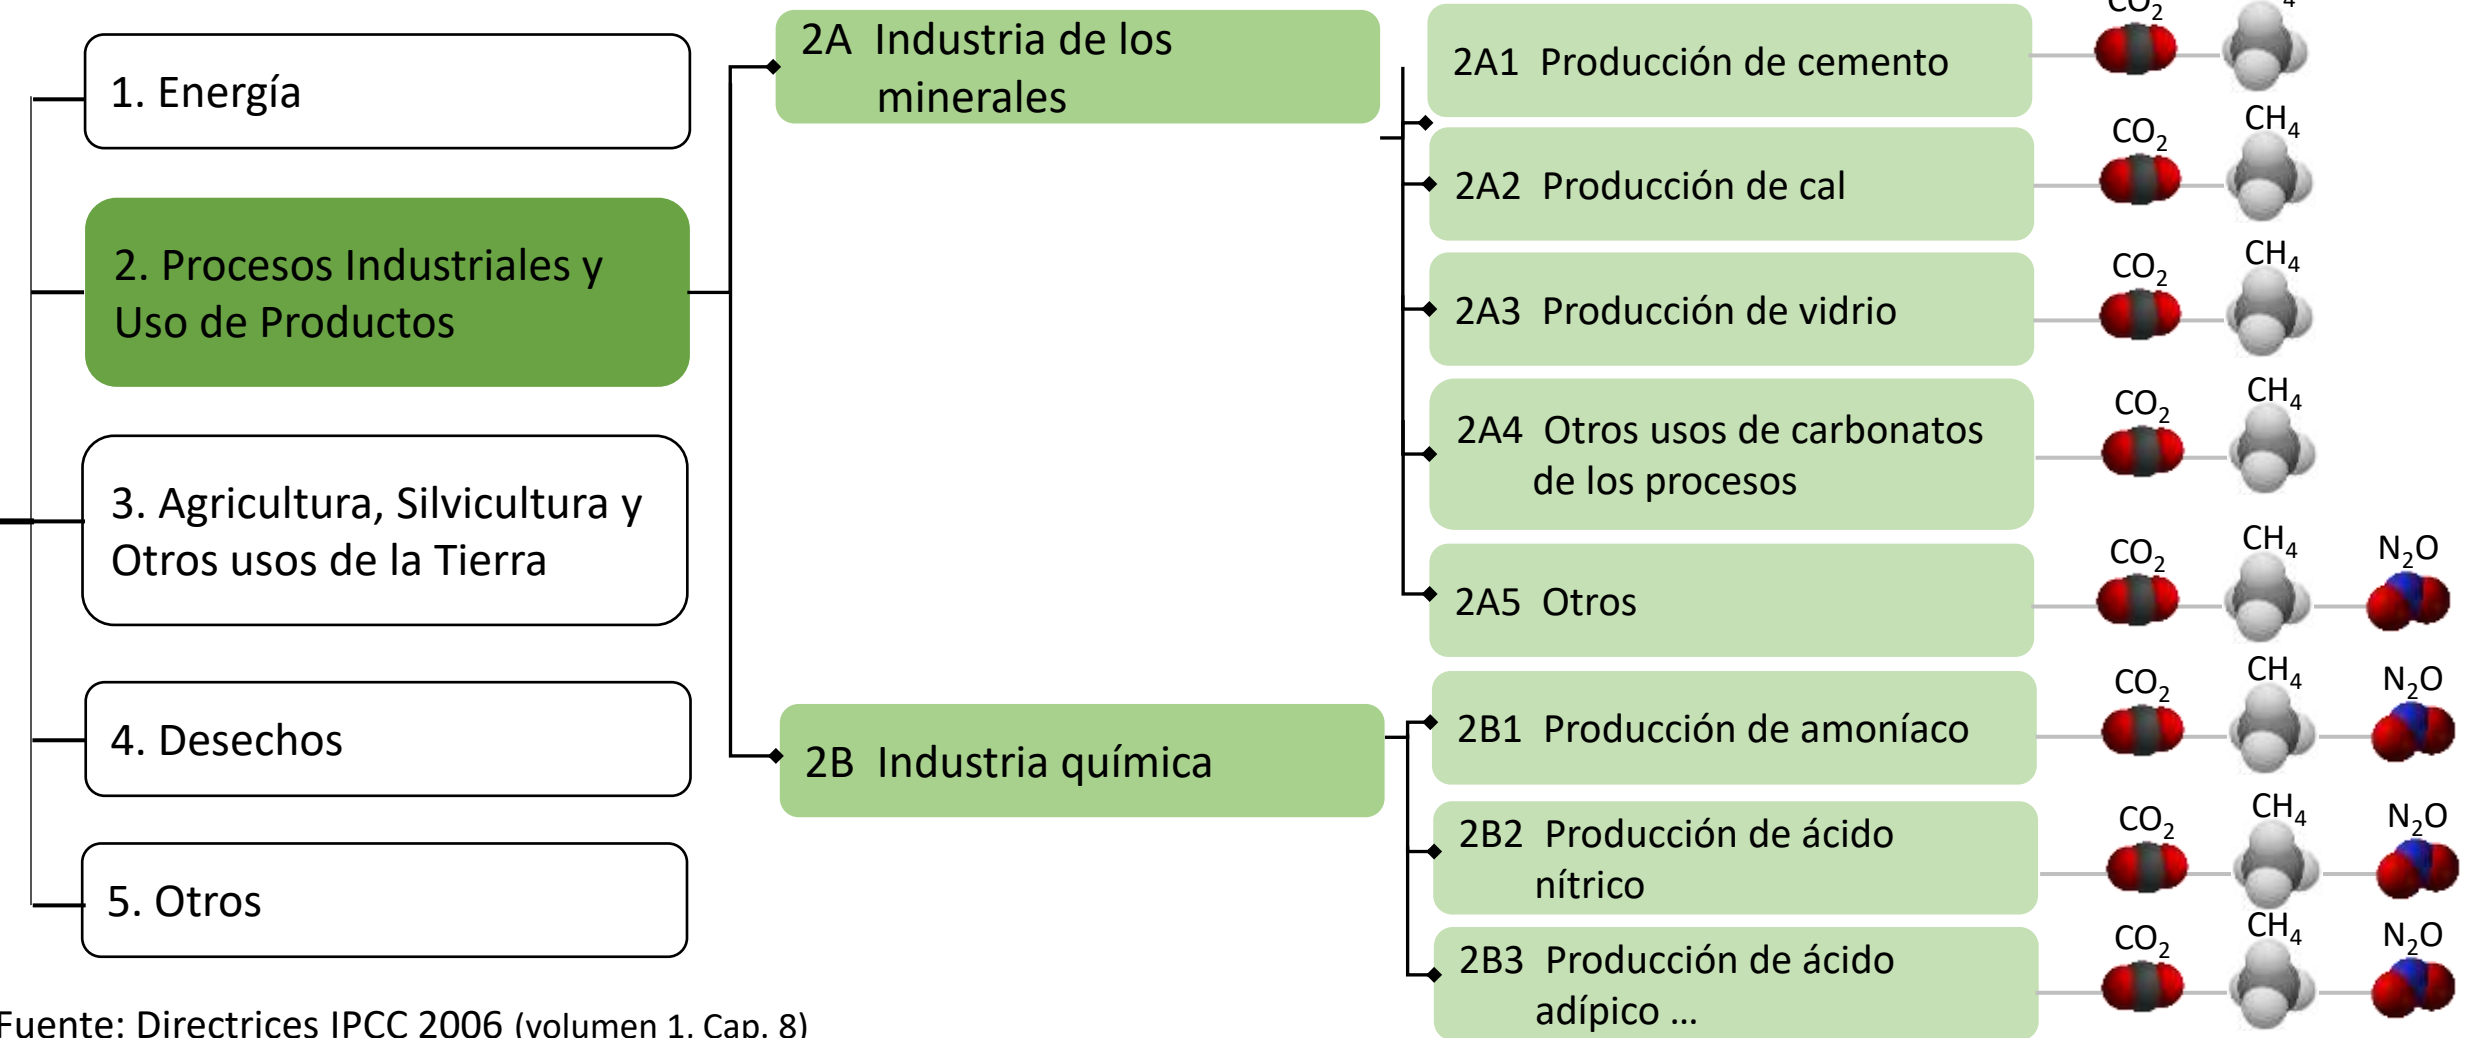 1. Energía
2. Procesos Industriales y
Uso de Productos
3. Agricultura, Silvicultura y
Otros usos de la Tierra
4. Desechos
5. Otros
2A Industria de los
minerales
2B Industria química
2A1 Producción de cemento
CO₂
4
2A2 Producción de cal
CO₂ CH₄
2A3 Producción de vidrio
CO₂ CH₄
2A4 Otros usos de carbonatos
de los procesos
CO₂ CH₄
2A5 Otros
CO₂ CH₄ N₂O
2B1 Producción de amoníaco
CO₂ CH₄ N₂O
2B2 Producción de ácido
nítrico
CO₂ CH₄ N₂O
2B3 Producción de ácido
adípico ...
CO₂ CH₄ N₂O
Fuente: Directrices IPCC 2006 (volumen 1. Cap. 8)